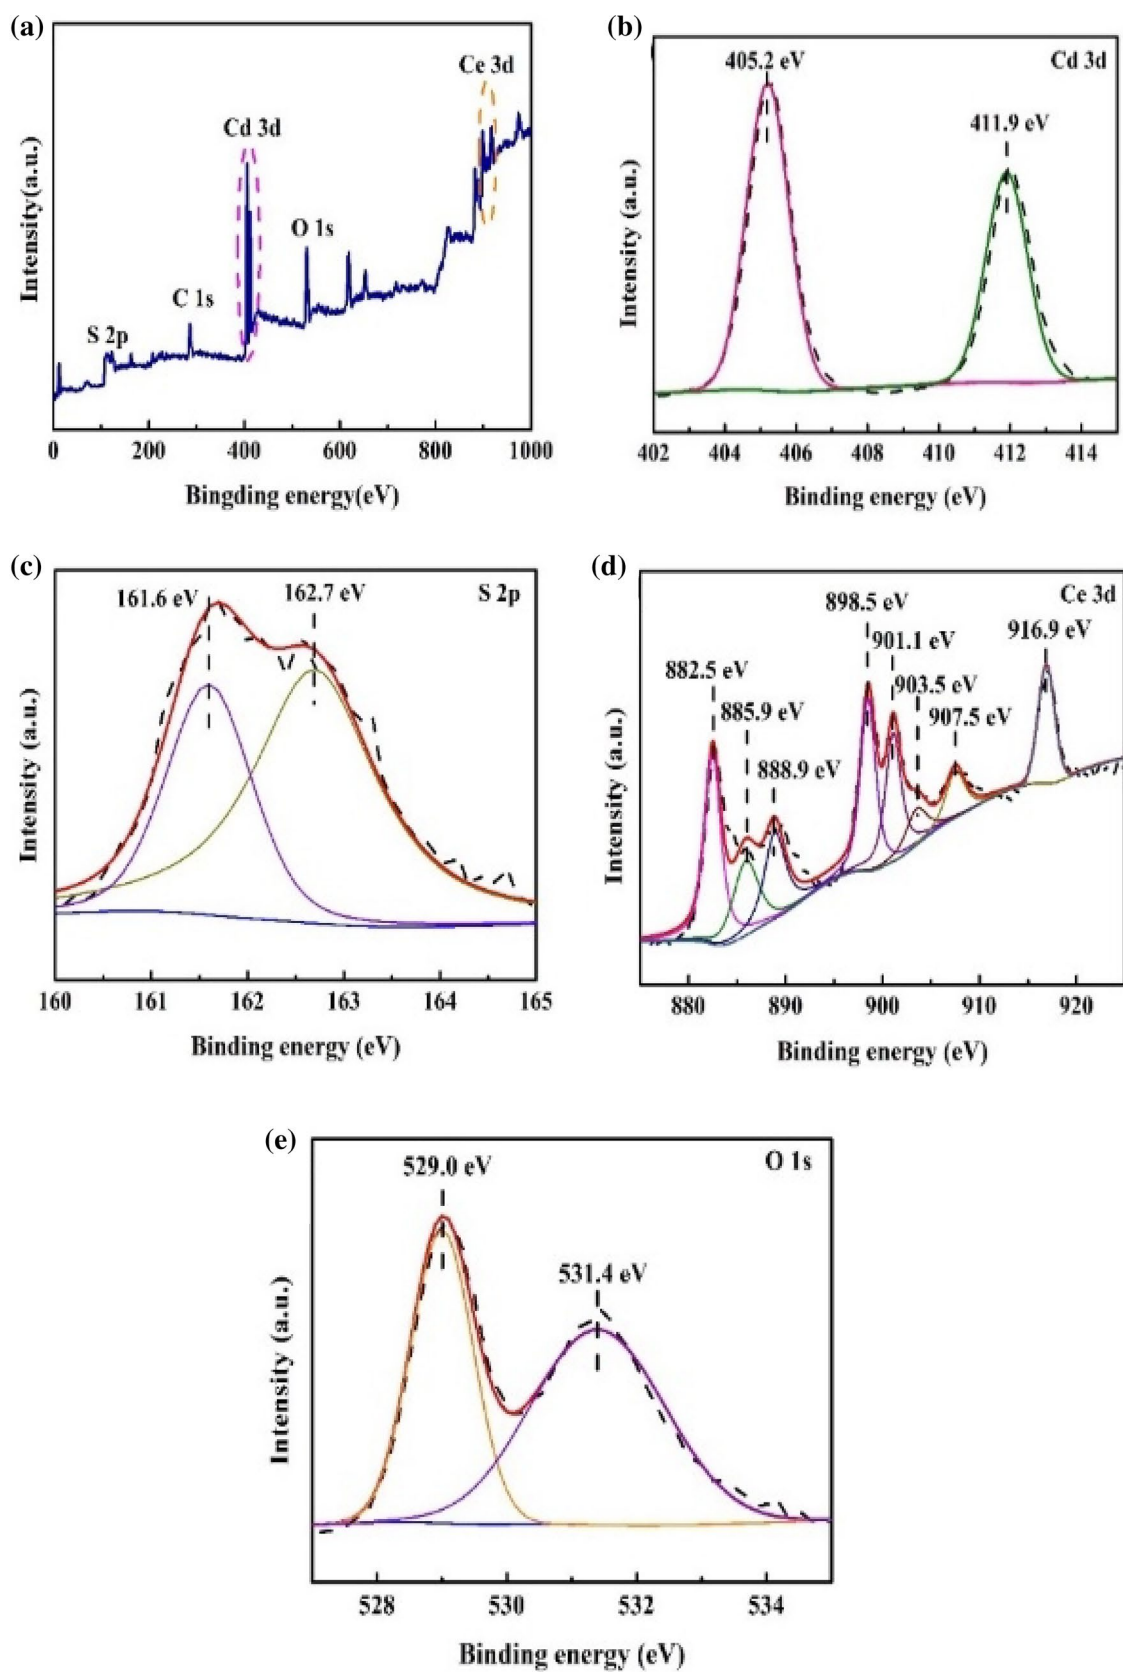 (a)
Ce 3d
Cd 3d
O 1s
C 1s
S 2p
Intensity(a.u.)
0 200 400 600 800 1000
Bingding energy(eV)
(b)
Cd 3d
405.2 eV
411.9 eV
Intensity (a.u.)
402 404 406 408 410 412 414
Binding energy (eV)
(c)
S 2p
161.6 eV
162.7 eV
Intensity (a.u.)
160 161 162 163 164 165
Binding energy (eV)
(d)
Ce 3d
898.5 eV
901.1 eV
916.9 eV
882.5 eV
903.5 eV
885.9 eV
907.5 eV
888.9 eV
Intensity (a.u.)
880 890 900 910 920
Binding energy (eV)
(e)
O 1s
529.0 eV
531.4 eV
Intensity (a.u.)
528 530 532 534
Binding energy (eV)